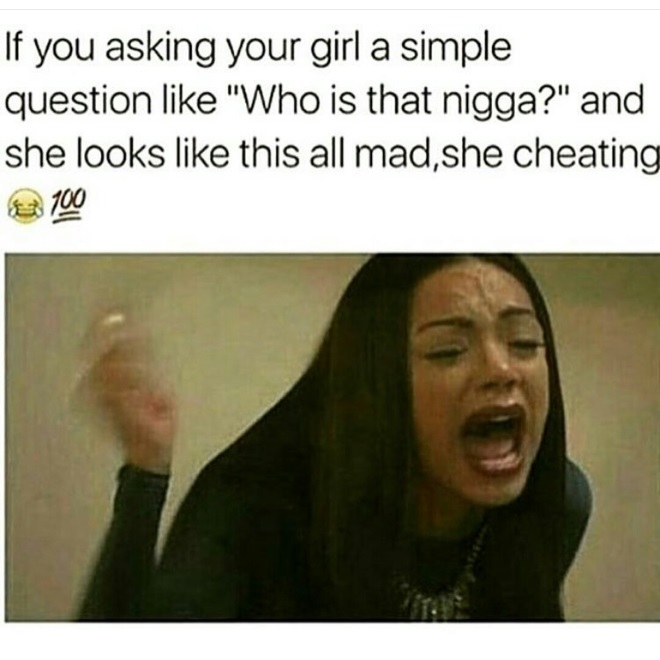 If you asking your girl a simple
question like "Who is that nigga?" and
she looks like this all mad,she cheating
😂💯